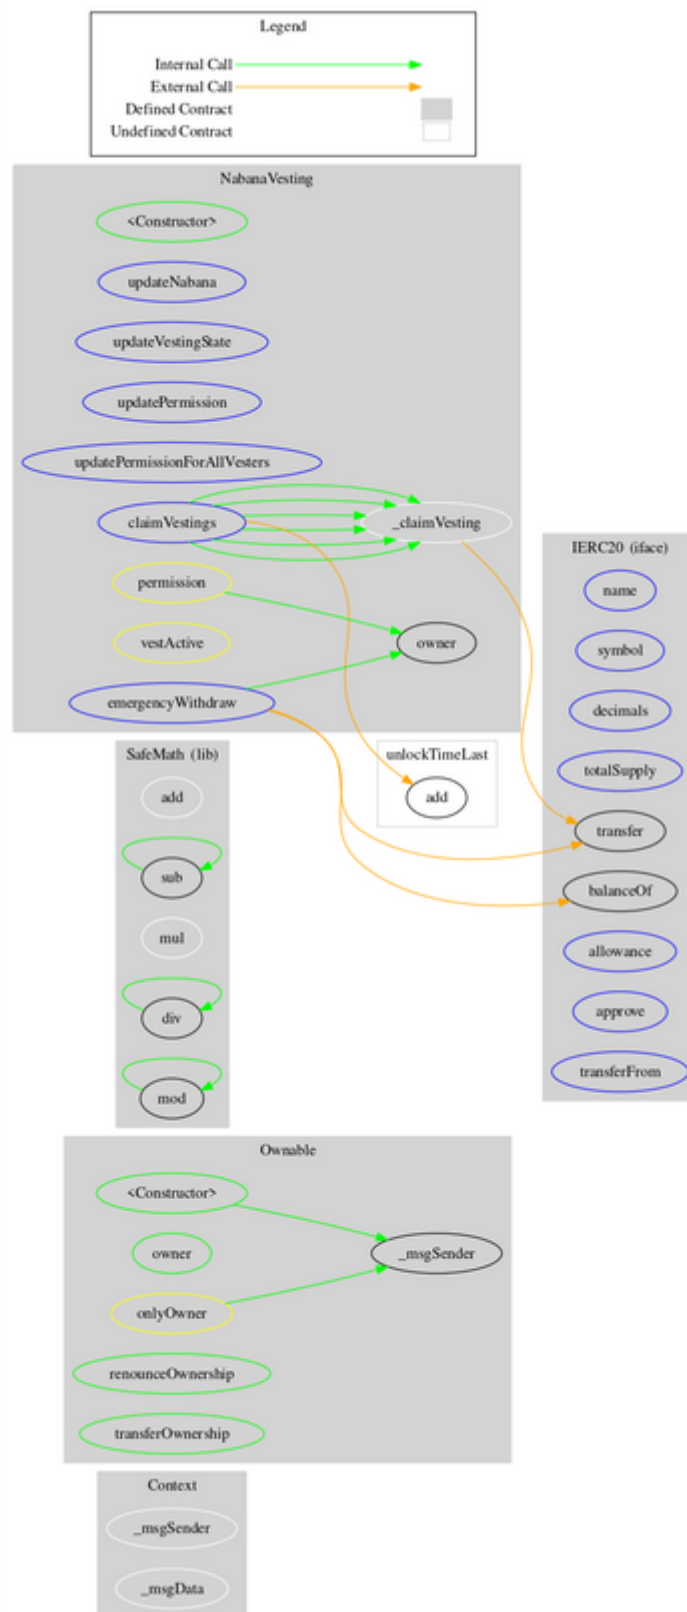 Legend
Internal Call
External Call
Defined Contract
Undefined Contract
NabanaVesting
<Constructor>
updateNabana
updateVestingState
updatePermission
updatePermissionForAllVesters
claimVestings
_claimVesting
permission
owner
vestActive
emergencyWithdraw
IERC20 (iface)
name
symbol
decimals
totalSupply
transfer
balanceOf
allowance
approve
transferFrom
unlockTimeLast
add
SafeMath (lib)
add
sub
mul
div
mod
Ownable
<Constructor>
owner
_msgSender
onlyOwner
renounceOwnership
transferOwnership
Context
_msgSender
_msgData